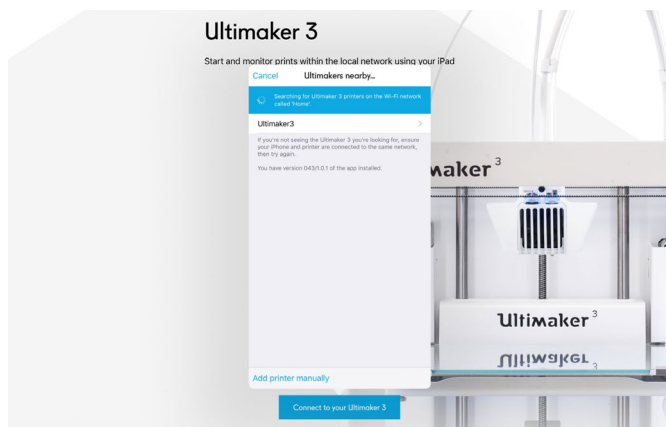 Ultimaker 3
Start and monitor prints within the local network using your iPad
Cancel Ultimakers nearby...
Searching for Ultimaker 3 printers on the Wi-Fi network
called 'Home'.
Ultimaker3
If you're not seeing the Ultimaker 3 you're looking for, ensure
your iPhone and printer are connected to the same network,
then try again.
You have version 043/1.0.1 of the app installed.
Add printer manually
Connect to your Ultimaker 3
maker 3
Ultimaker 3